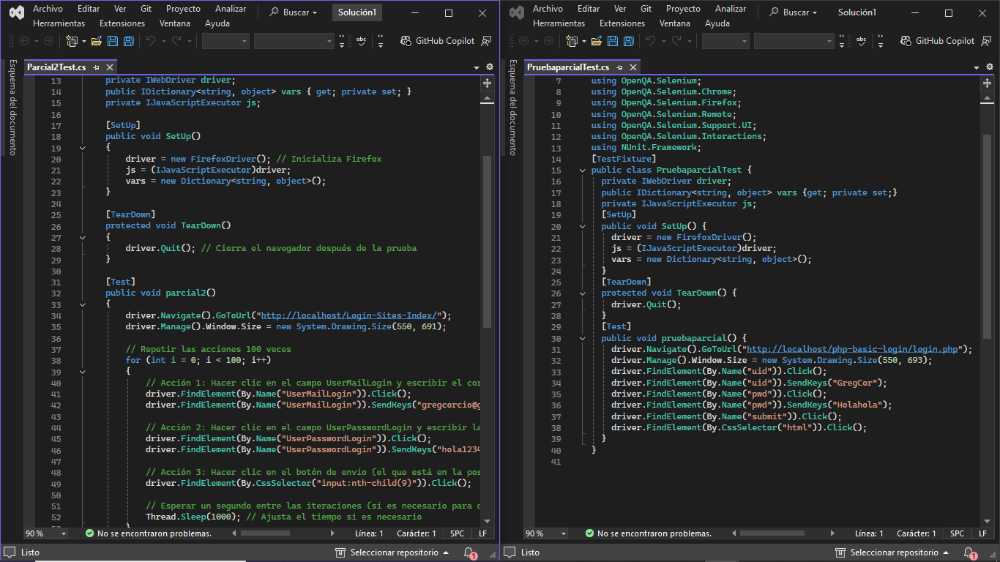 Archivo Editar Ver Git Proyecto Analizar Buscar Solución1
Herramientas Extensiones Ventana Ayuda
GitHub Copilot
Esquema del documento
Parcial2Test.cs
13 private IWebDriver driver;
14 public IDictionary<string, object> vars { get; private set; }
15 private IJavaScriptExecutor js;
16
17 [SetUp]
18 public void SetUp()
19 {
20 driver = new FirefoxDriver(); // Inicializa Firefox
21 js = (IJavaScriptExecutor)driver;
22 vars = new Dictionary<string, object>();
23 }
24
25 [TearDown]
26 protected void TearDown()
27 {
28 driver.Quit(); // Cierra el navegador después de la prueba
29 }
30
31 [Test]
32 public void parcial2()
33 {
34 driver.Navigate().GoToUrl("http://localhost/Login-Sites-Index/");
35 driver.Manage().Window.Size = new System.Drawing.Size(550, 691);
36
37 // Repetir las acciones 100 veces
38 for (int i = 0; i < 100; i++)
39 {
40 // Acción 1: Hacer clic en el campo UserMailLogin y escribir el cor
41 driver.FindElement(By.Name("UserMailLogin")).Click();
42 driver.FindElement(By.Name("UserMailLogin")).SendKeys("gregcorcio@g
43
44 // Acción 2: Hacer clic en el campo UserPasswordLogin y escribir la
45 driver.FindElement(By.Name("UserPasswordLogin")).Click();
46 driver.FindElement(By.Name("UserPasswordLogin")).SendKeys("hola1234
47
48 // Acción 3: Hacer clic en el botón de envío (el que está en la pos
49 driver.FindElement(By.CssSelector("input:nth-child(9)")).Click();
50
51 // Esperar un segundo entre las iteraciones (si es necesario para
52 Thread.Sleep(1000); // Ajusta el tiempo si es necesario
90 % No se encontraron problemas. Línea: 1 Carácter: 1 SPC LF
Listo Seleccionar repositorio 1
Archivo Editar Ver Git Proyecto Analizar Buscar Solución1
Herramientas Extensiones Ventana Ayuda
GitHub Copilot
Esquema del documento
PruebaparcialTest.cs
7 using OpenQA.Selenium;
8 using OpenQA.Selenium.Chrome;
9 using OpenQA.Selenium.Firefox;
10 using OpenQA.Selenium.Remote;
11 using OpenQA.Selenium.Support.UI;
12 using OpenQA.Selenium.Interactions;
13 using NUnit.Framework;
14 [TestFixture]
15 public class PruebaparcialTest {
16 private IWebDriver driver;
17 public IDictionary<string, object> vars {get; private set;}
18 private IJavaScriptExecutor js;
19 [SetUp]
20 public void SetUp() {
21 driver = new FirefoxDriver();
22 js = (IJavaScriptExecutor)driver;
23 vars = new Dictionary<string, object>();
24 }
25 [TearDown]
26 protected void TearDown() {
27 driver.Quit();
28 }
29 [Test]
30 public void pruebaparcial() {
31 driver.Navigate().GoToUrl("http://localhost/php-basic-login/login.php");
32 driver.Manage().Window.Size = new System.Drawing.Size(550, 693);
33 driver.FindElement(By.Name("uid")).Click();
34 driver.FindElement(By.Name("uid")).SendKeys("GregCor");
35 driver.FindElement(By.Name("pwd")).Click();
36 driver.FindElement(By.Name("pwd")).SendKeys("Holahola");
37 driver.FindElement(By.Name("submit")).Click();
38 driver.FindElement(By.CssSelector("html")).Click();
39 }
40 }
41
90 % No se encontraron problemas. Línea: 1 Carácter: 1 SPC LF
Listo Seleccionar repositorio 1